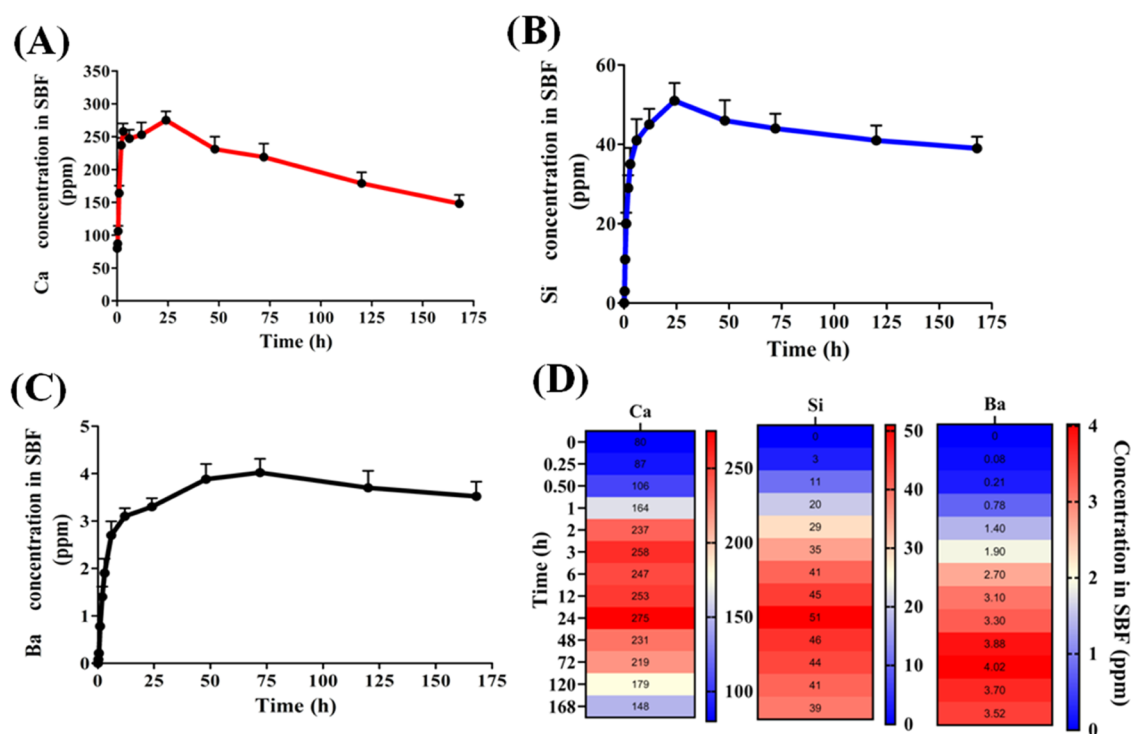 (A)
Ca concentration in SBF
(ppm)
350
300
250
200
150
100
50
0
0 25 50 75 100 125 150 175
Time (h)
(B)
Si concentration in SBF
(ppm)
60
40
20
0
0 25 50 75 100 125 150 175
Time (h)
(C)
Ba concentration in SBF
(ppm)
5
4
3
2
1
0
0 25 50 75 100 125 150 175
Time (h)
(D)
Ca Si Ba
Time (h)
0 80 0 0
0.25 87 3 0.08
0.50 106 11 0.21
1 164 20 0.78
2 237 29 1.40
3 258 35 1.90
6 247 41 2.70
12 253 45 3.10
24 275 51 3.30
48 231 46 3.88
72 219 44 4.02
120 179 41 3.70
168 148 39 3.52
250
200
150
100
50
40
30
20
10
0
4
3
2
1
0
Concentration in SBF (ppm)